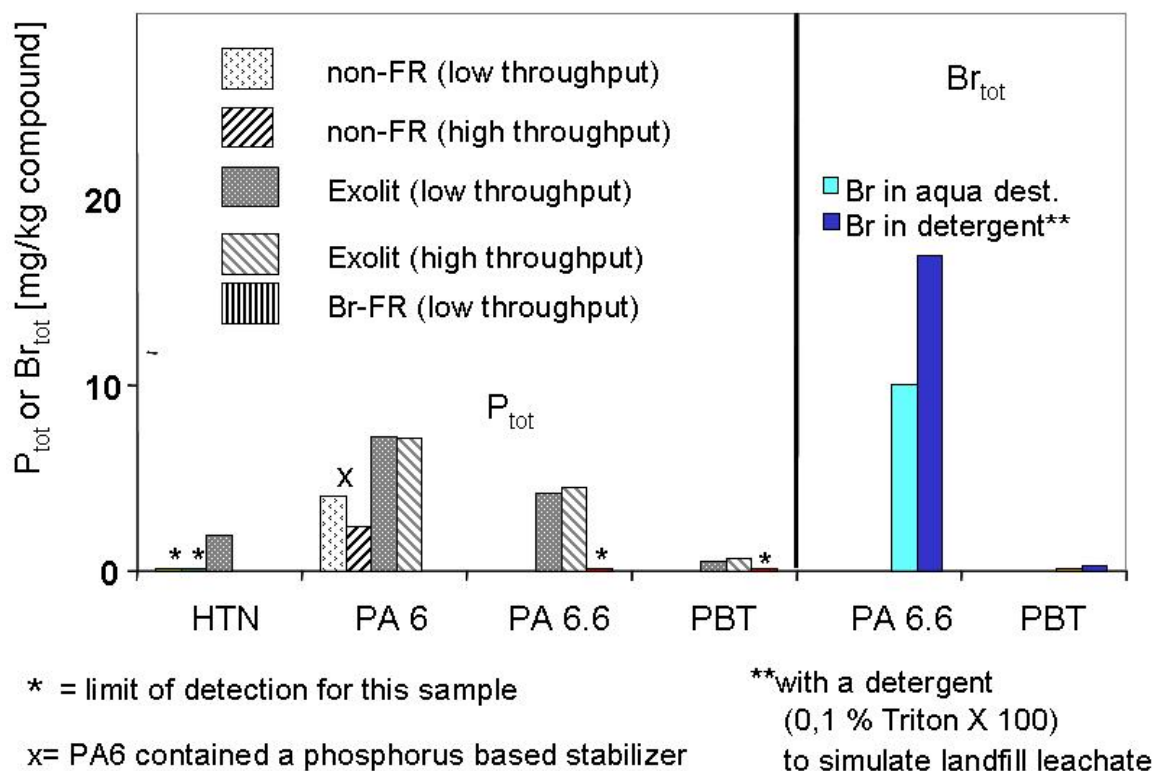 P_tot or Br_tot [mg/kg compound]
20
10
0
non-FR (low throughput)
non-FR (high throughput)
Exolit (low throughput)
Exolit (high throughput)
Br-FR (low throughput)
P_tot
Br_tot
Br in aqua dest.
Br in detergent**
* *
x
*
*
HTN PA 6 PA 6.6 PBT PA 6.6 PBT
* = limit of detection for this sample
x= PA6 contained a phosphorus based stabilizer
**with a detergent
(0,1 % Triton X 100)
to simulate landfill leachate